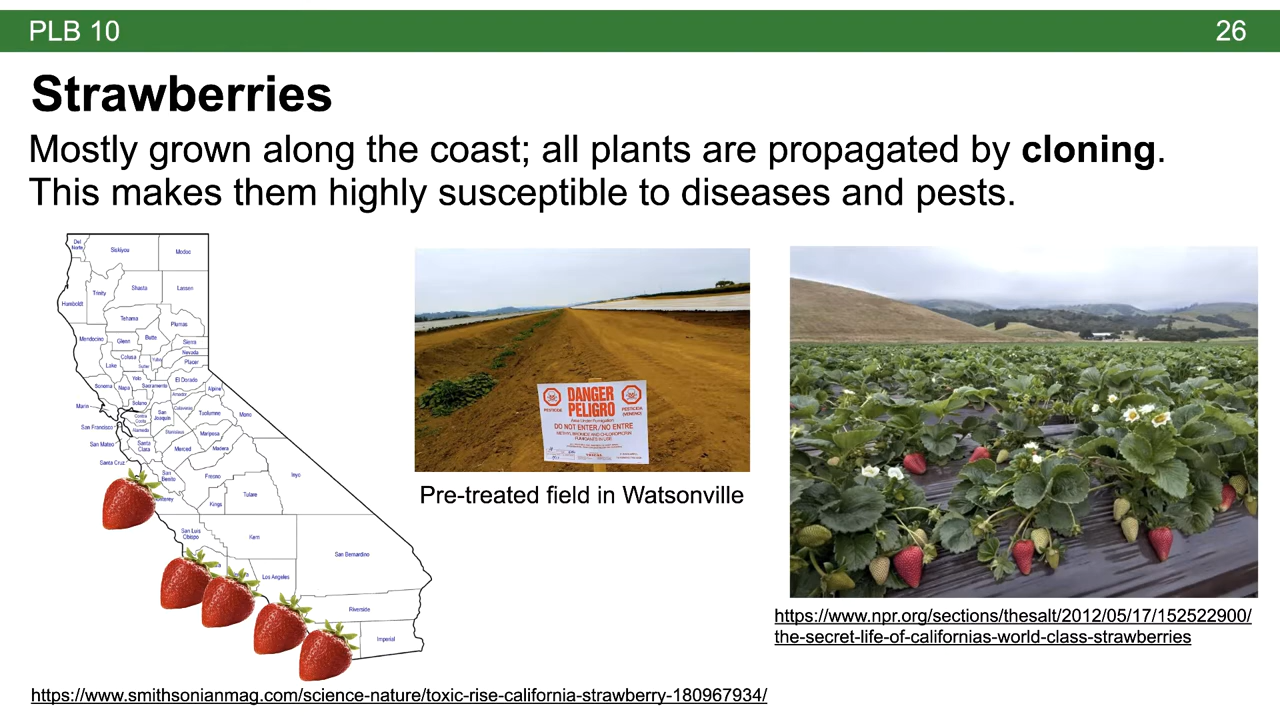 PLB 10
26
Strawberries
Mostly grown along the coast; all plants are propagated by cloning.
This makes them highly susceptible to diseases and pests.
Del
Norte
Siskiyou
Modoc
Trinity
Shasta
Lassen
Humboldt
Tehama
Plumas
Mendocino
Glenn
Butte
Sierra
Colusa
Nevada
Placer
Lake
Yolo
Sonoma
Napa
Sacramento
El Dorado
Alpine
Amador
Solano
Marin
Calaveras
San Francisco
Contra
Costa
San
Joaquin
Tuolumne
Mono
Alameda
Stanislaus
Mariposa
San Mateo
Santa
Clara
Merced
Madera
Santa Cruz
San
Benito
Fresno
Inyo
Tulare
Kings
San Luis
Obispo
Kern
San Bernardino
Los Angeles
Riverside
Imperial
DANGER
PELIGRO
PESTICIDE
DO NOT ENTER/NO ENTRE
Pre-treated field in Watsonville
https://www.npr.org/sections/thesalt/2012/05/17/152522900/
the-secret-life-of-californias-world-class-strawberries
https://www.smithsonianmag.com/science-nature/toxic-rise-california-strawberry-180967934/